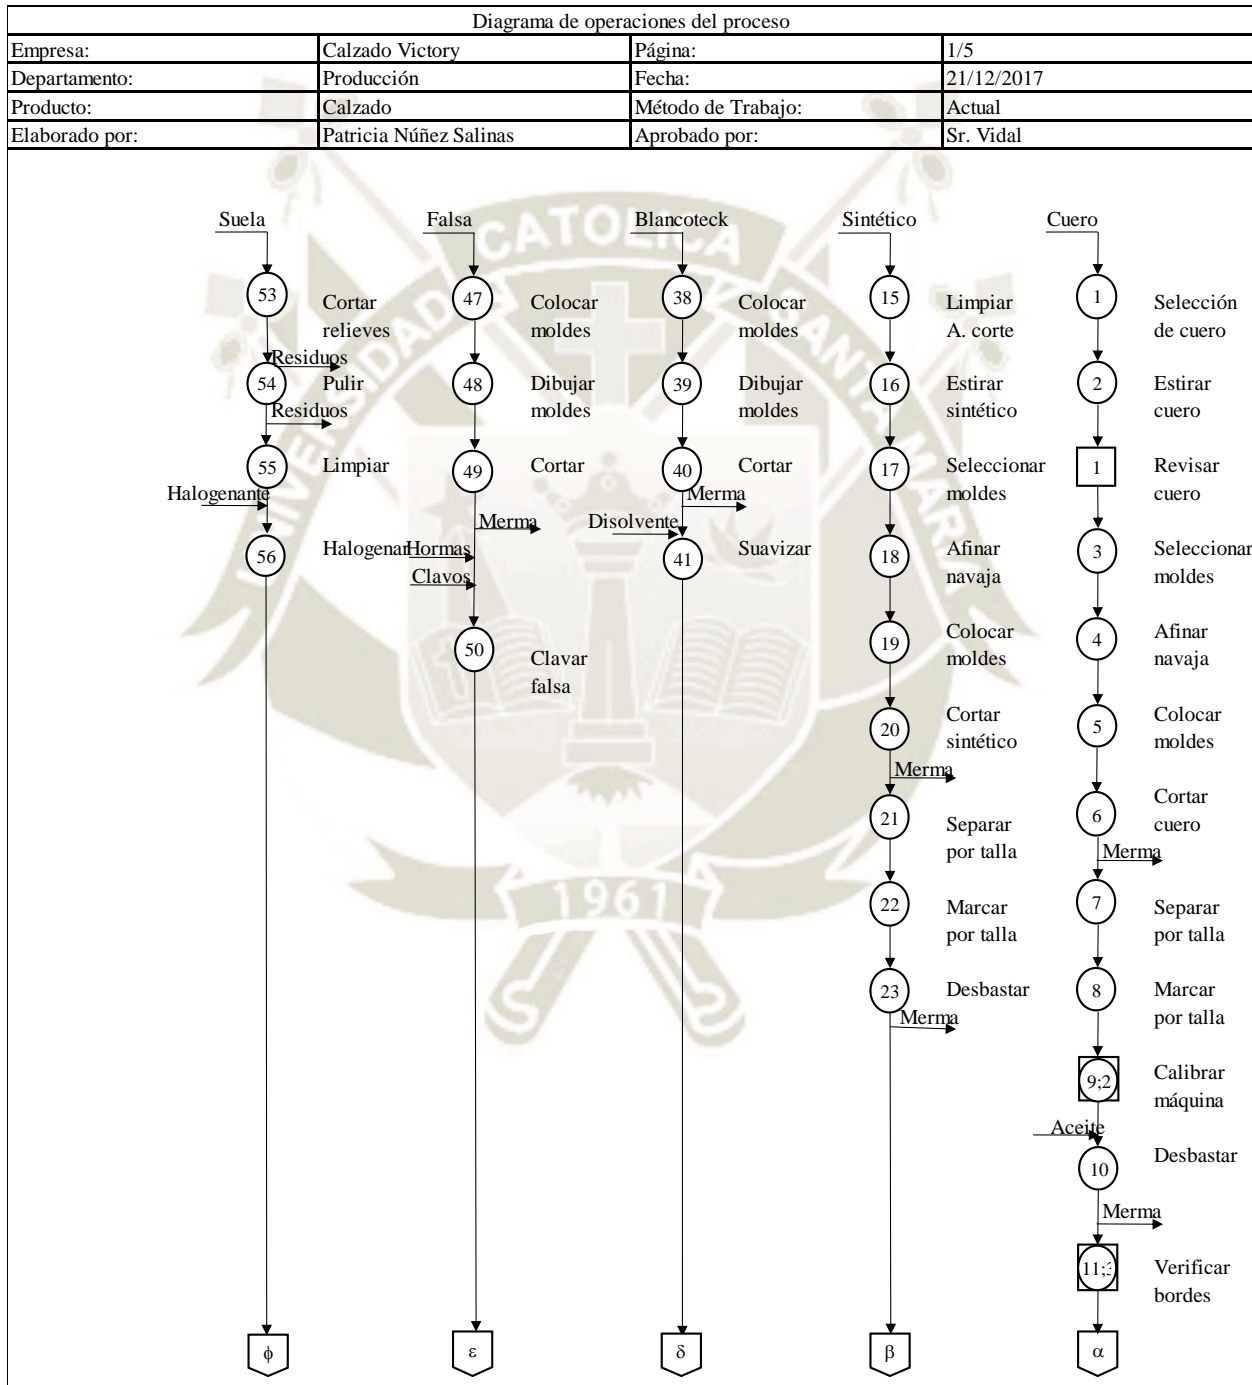 Diagrama de operaciones del proceso
Empresa: Calzado Victory Página: 1/5
Departamento: Producción Fecha: 21/12/2017
Producto: Calzado Método de Trabajo: Actual
Elaborado por: Patricia Núñez Salinas Aprobado por: Sr. Vidal
UNIVERSIDAD CATOLICA SANTA MARIA
1961
Suela
53
Cortar
relieves
Residuos
54
Pulir
Residuos
55
Limpiar
Halogenante
56
Halogenar
ϕ
Falsa
47
Colocar
moldes
48
Dibujar
moldes
49
Cortar
Merma
Hormas
Clavos
50
Clavar
falsa
ε
Blancoteck
38
Colocar
moldes
39
Dibujar
moldes
40
Cortar
Merma
Disolvente
41
Suavizar
δ
Sintético
15
Limpiar
A. corte
16
Estirar
sintético
17
Seleccionar
moldes
18
Afinar
navaja
19
Colocar
moldes
20
Cortar
sintético
Merma
21
Separar
por talla
22
Marcar
por talla
23
Desbastar
Merma
β
Cuero
1
Selección
de cuero
2
Estirar
cuero
1
Revisar
cuero
3
Seleccionar
moldes
4
Afinar
navaja
5
Colocar
moldes
6
Cortar
cuero
Merma
7
Separar
por talla
8
Marcar
por talla
9;2
Calibrar
máquina
Aceite
10
Desbastar
Merma
11;3
Verificar
bordes
α